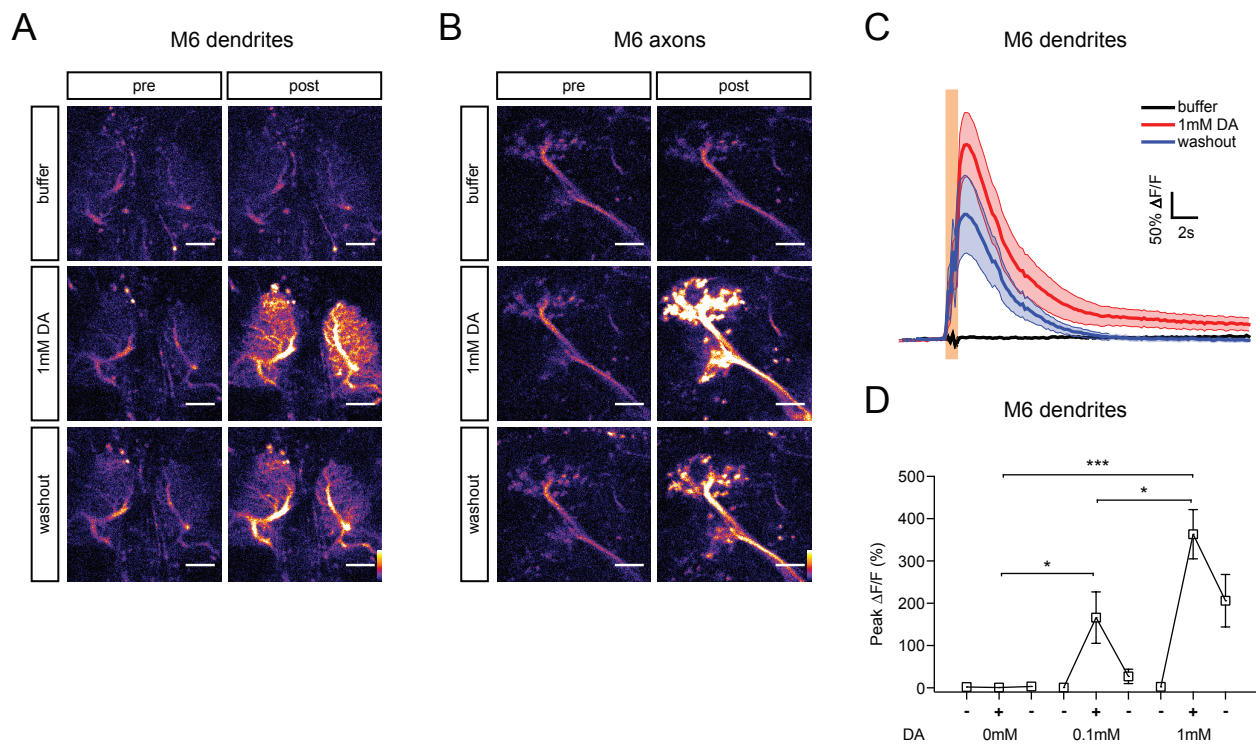 A
M6 dendrites
pre
post
buffer
1mM DA
washout
B
M6 axons
pre
post
buffer
1mM DA
washout
C
M6 dendrites
buffer
1mM DA
washout
50% ΔF/F
2s
D
M6 dendrites
Peak ΔF/F (%)
500
400
300
200
100
0
***
*
*
- + - - + - - + -
DA 0mM 0.1mM 1mM